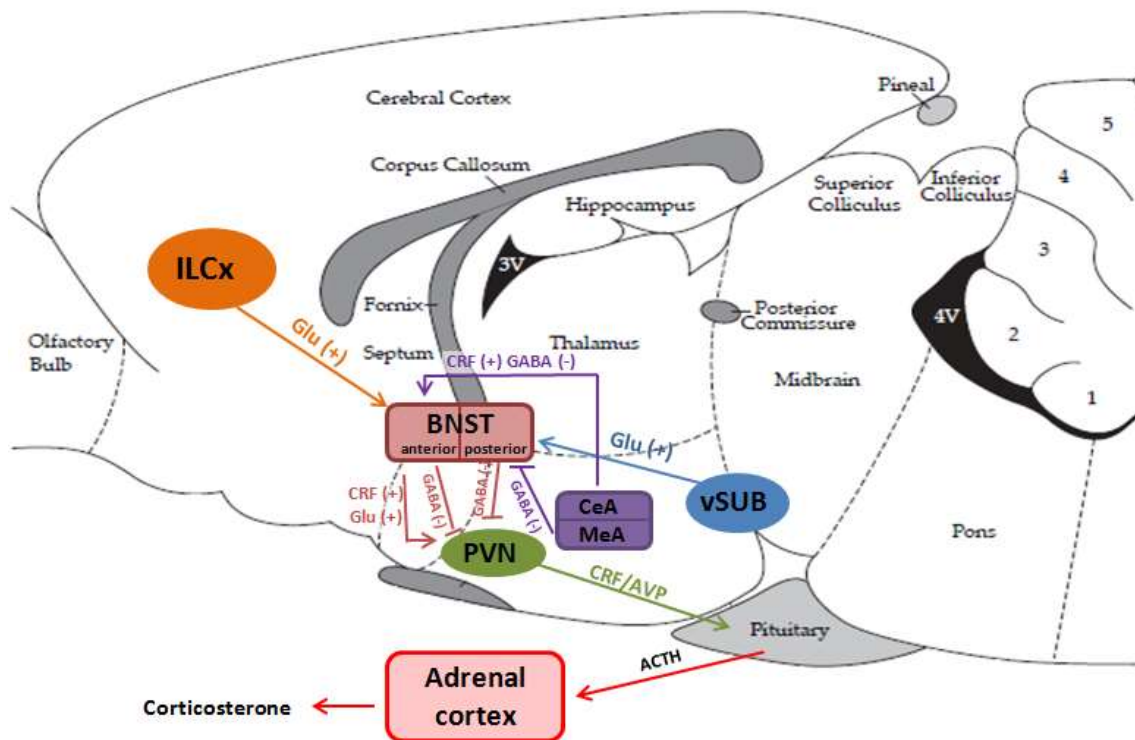 Pineal
Cerebral Cortex
5
Corpus Callosum
4
Superior
Colliculus
Inferior
Colliculus
Hippocampus
3
ILCx
3V
Fornix
Posterior
Commissure
4V
2
Olfactory
Bulb
Glu (+)
Septum
Thalamus
CRF (+) GABA (-)
Midbrain
1
BNST
anterior
posterior
Glu (+)
CRF (+)
Glu (+)
GABA (-)
GABA (-)
GABA (-)
CeA
MeA
vSUB
PVN
Pons
CRF/AVP
Pituitary
ACTH
Adrenal
cortex
Corticosterone